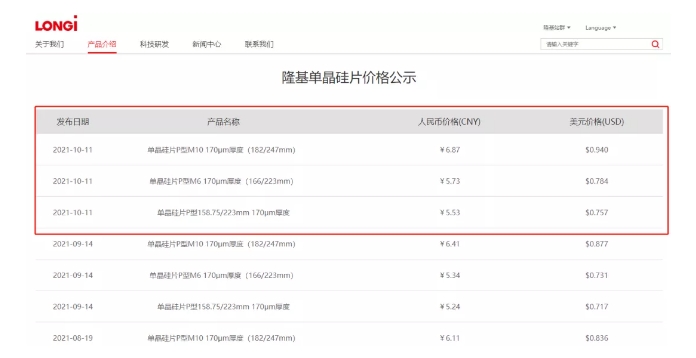 LONGi
隆基站群 Language
关于我们 产品介绍 科技研发 新闻中心 联系我们 请输入关键字
隆基单晶硅片价格公示
发布日期 产品名称 人民币价格(CNY) 美元价格(USD)
2021-10-11 单晶硅片P型M10 170μm厚度（182/247mm） ￥6.87 $0.940
2021-10-11 单晶硅片P型M6 170μm厚度（166/223mm） ￥5.73 $0.784
2021-10-11 单晶硅片P型158.75/223mm 170μm厚度 ￥5.53 $0.757
2021-09-14 单晶硅片P型M10 170μm厚度（182/247mm） ￥6.41 $0.877
2021-09-14 单晶硅片P型M6 170μm厚度（166/223mm） ￥5.34 $0.731
2021-09-14 单晶硅片P型158.75/223mm 170μm厚度 ￥5.24 $0.717
2021-08-19 单晶硅片P型M10 170μm厚度（182/247mm） ￥6.11 $0.836